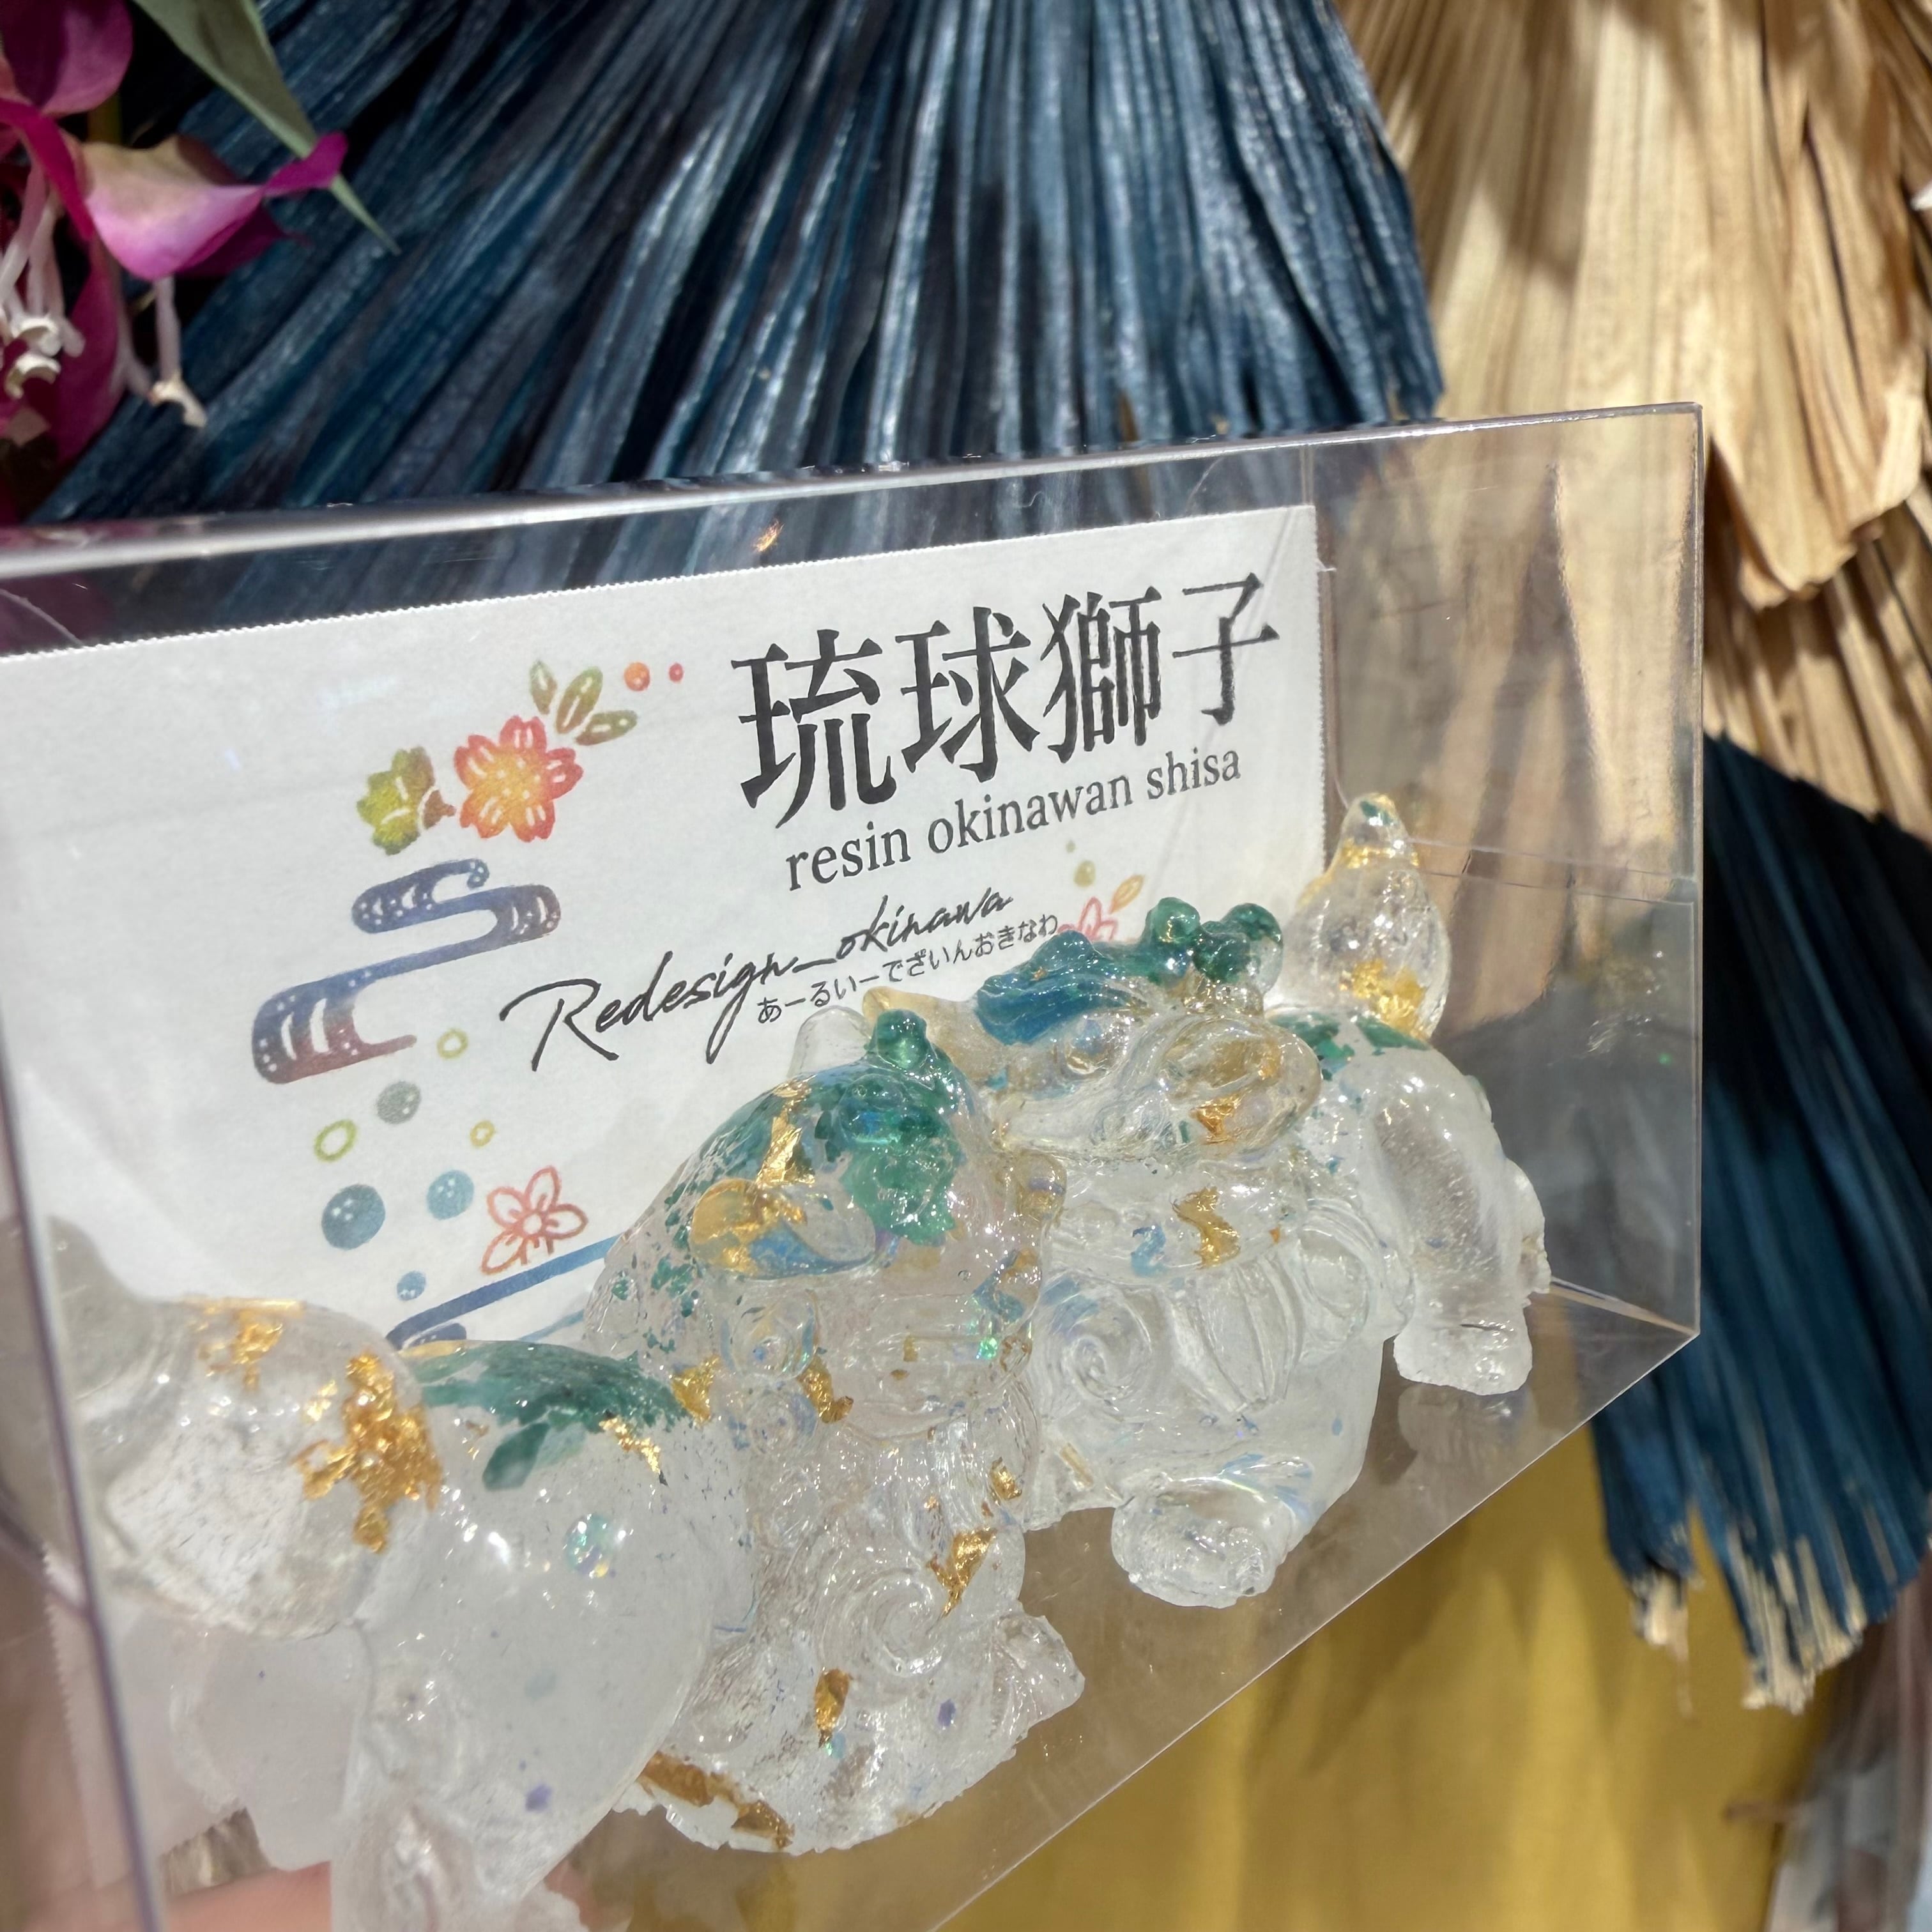 琉球獅子
resin okinawan shisa
Redesign_okinawa
あーるいーでざいんおきなわ